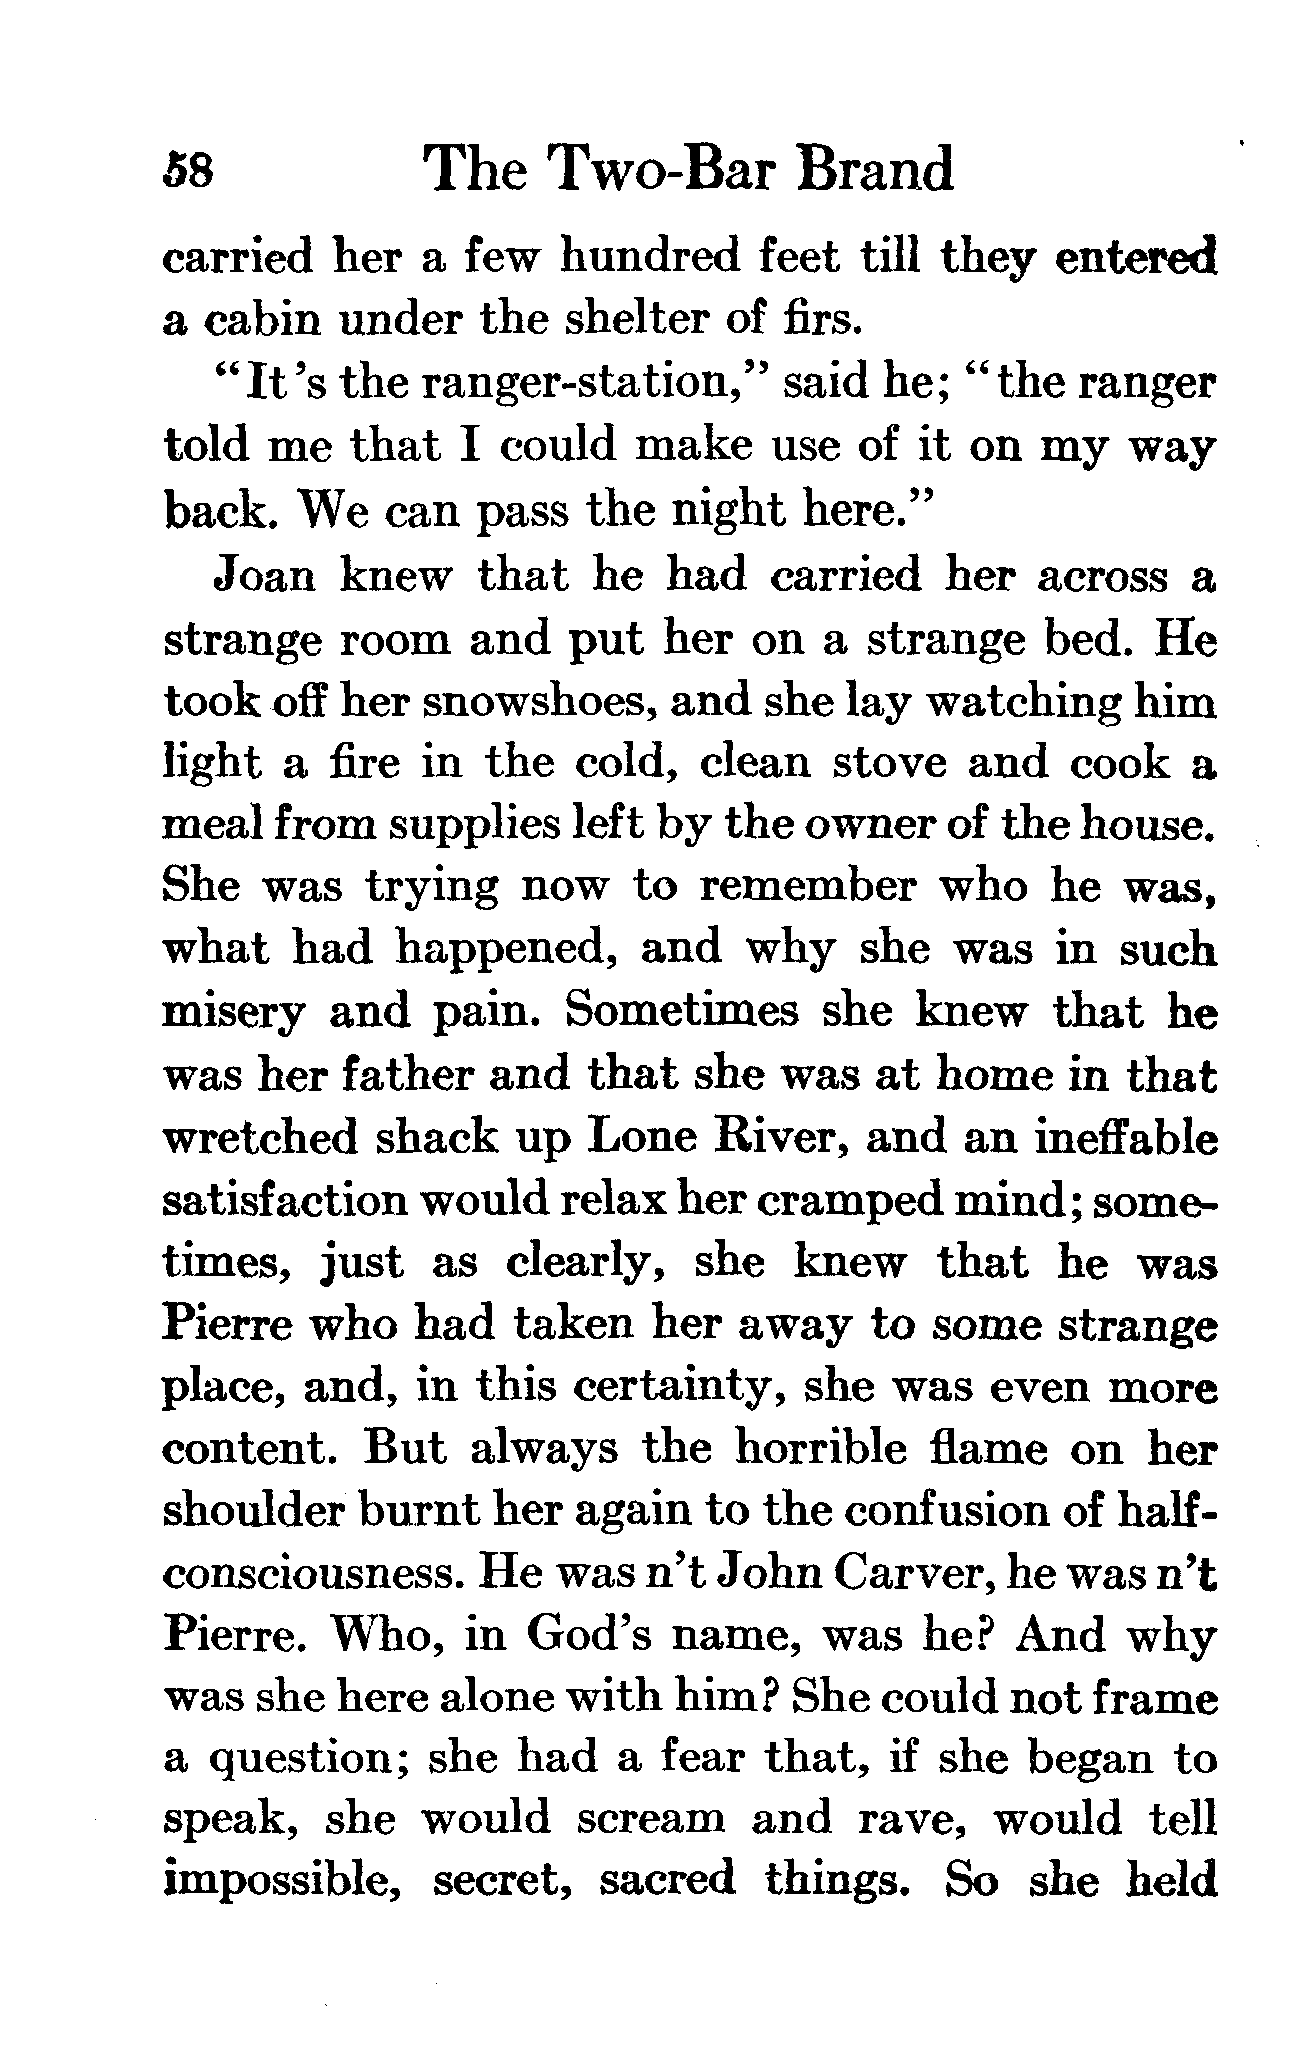 58 The Two-Bar Brand
carried her a few hundred feet till they entered
a cabin under the shelter of firs.
“It 's the ranger-station,” said he; “the ranger
told me that I could make use of it on my way
back. We can pass the night here.”
Joan knew that he had carried her across a
strange room and put her on a strange bed. He
took off her snowshoes, and she lay watching him
light a fire in the cold, clean stove and cook a
meal from supplies left by the owner of the house.
She was trying now to remember who he was,
what had happened, and why she was in such
misery and pain. Sometimes she knew that he
was her father and that she was at home in that
wretched shack up Lone River, and an ineffable
satisfaction would relax her cramped mind; some-
times, just as clearly, she knew that he was
Pierre who had taken her away to some strange
place, and, in this certainty, she was even more
content. But always the horrible flame on her
shoulder burnt her again to the confusion of half-
consciousness. He was n't John Carver, he was n't
Pierre. Who, in God's name, was he? And why
was she here alone with him? She could not frame
a question; she had a fear that, if she began to
speak, she would scream and rave, would tell
impossible, secret, sacred things. So she held